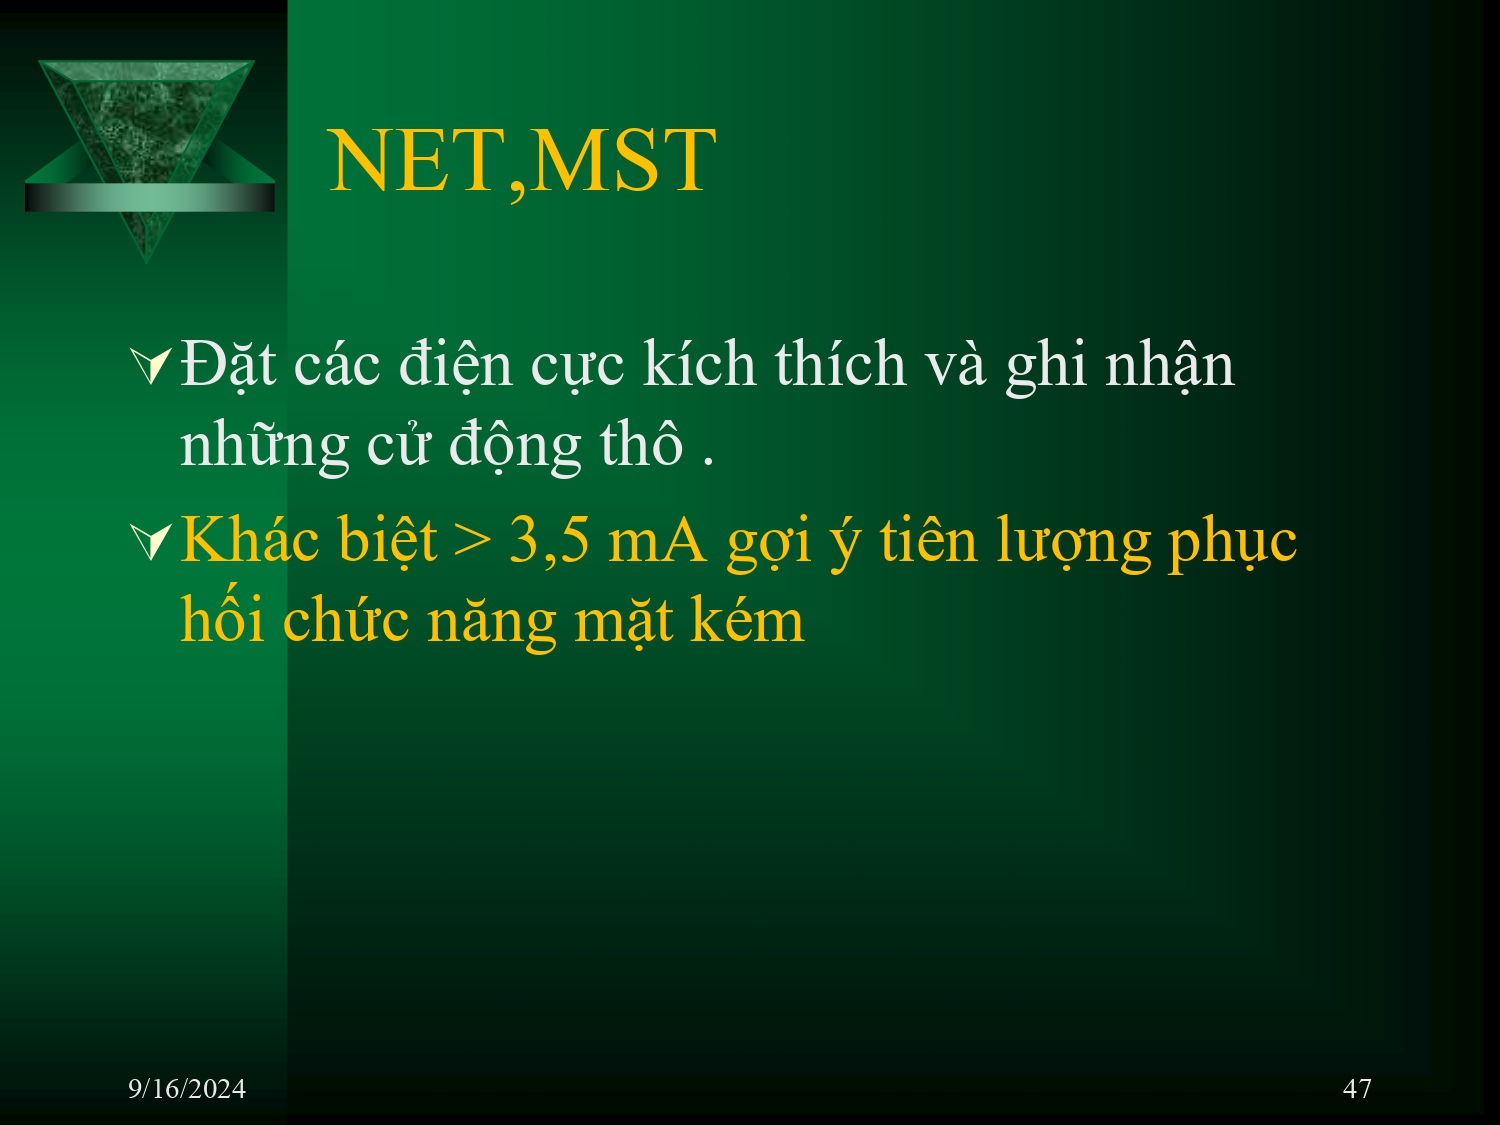 NET,MST
Đặt các điện cực kích thích và ghi nhận
những cử động thô .
Khác biệt > 3,5 mA gợi ý tiên lượng phục
hối chức năng mặt kém
9/16/2024
47